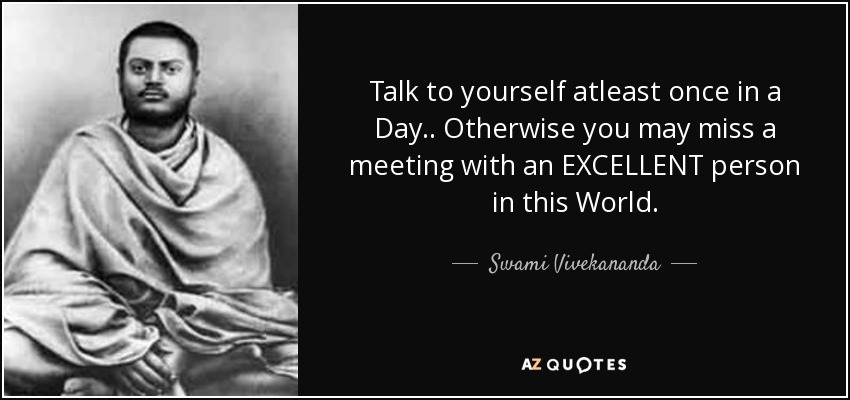 Talk to yourself atleast once in a
Day.. Otherwise you may miss a
meeting with an EXCELLENT person
in this World.
Swami Vivekananda
AZ QUOTES